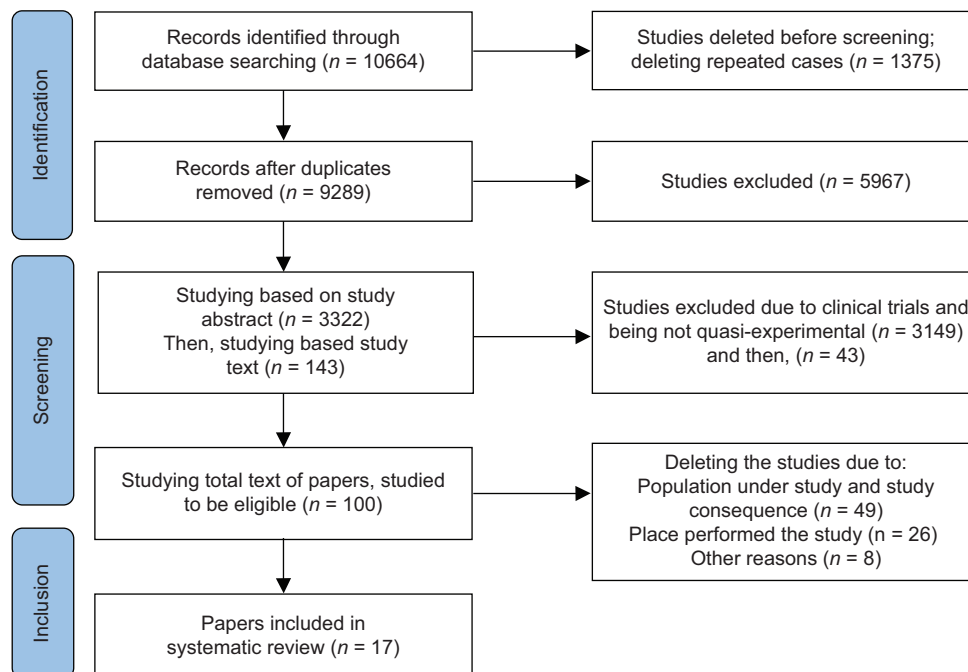 Identification
Records identified through
database searching (n = 10664)
Studies deleted before screening;
deleting repeated cases (n = 1375)
Records after duplicates
removed (n = 9289)
Studies excluded (n = 5967)
Screening
Studying based on study
abstract (n = 3322)
Then, studying based study
text (n = 143)
Studies excluded due to clinical trials and
being not quasi-experimental (n = 3149)
and then, (n = 43)
Studying total text of papers, studied
to be eligible (n = 100)
Deleting the studies due to:
Population under study and study
consequence (n = 49)
Place performed the study (n = 26)
Other reasons (n = 8)
Inclusion
Papers included in
systematic review (n = 17)